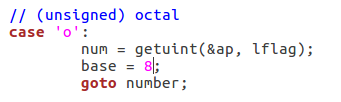 // (unsigned) octal
case 'o':
        num = getuint(&ap, lflag);
        base = 8;
        goto number;